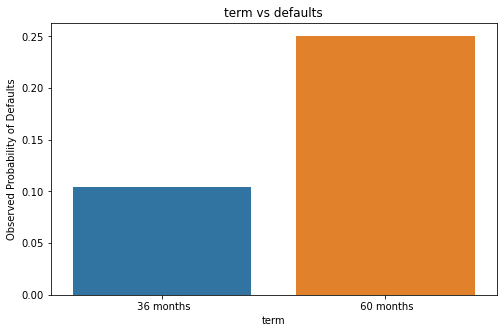 term vs defaults
Observed Probability of Defaults
0.25
0.20
0.15
0.10
0.05
0.00
36 months
60 months
term